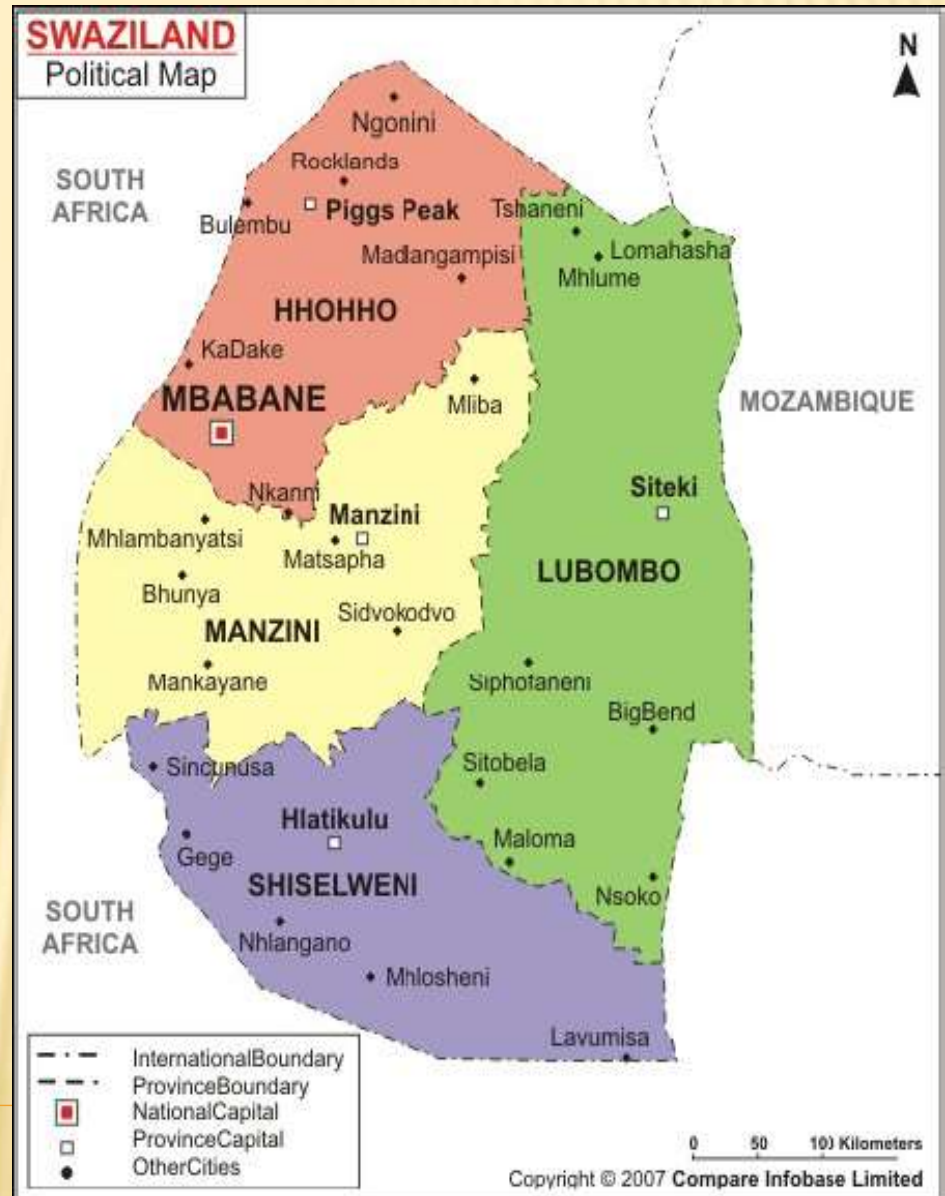 SWAZILAND
Political Map
N
Ngonini
Rocklands
SOUTH
AFRICA
Piggs Peak
Bulembu
Tshaneni
Lomahasha
Madlangampisi
Mhlume
HHOHHO
KaDake
MBABANE
Mliba
MOZAMBIQUE
Siteki
Nkanni
Manzini
Mhlambanyatsi
Matsapha
LUBOMBO
Bhunya
Sidvokodvo
MANZINI
Mankayane
Siphofaneni
BigBend
Sincunusa
Sitobela
Hlatikulu
Maloma
Gege
SHISELWENI
Nsoko
SOUTH
AFRICA
Nhlangano
Mhlosheni
Lavumisa
InternationalBoundary
ProvinceBoundary
NationalCapital
ProvinceCapital
OtherCities
0 50 100 Kilometers
Copyright © 2007 Compare Infobase Limited